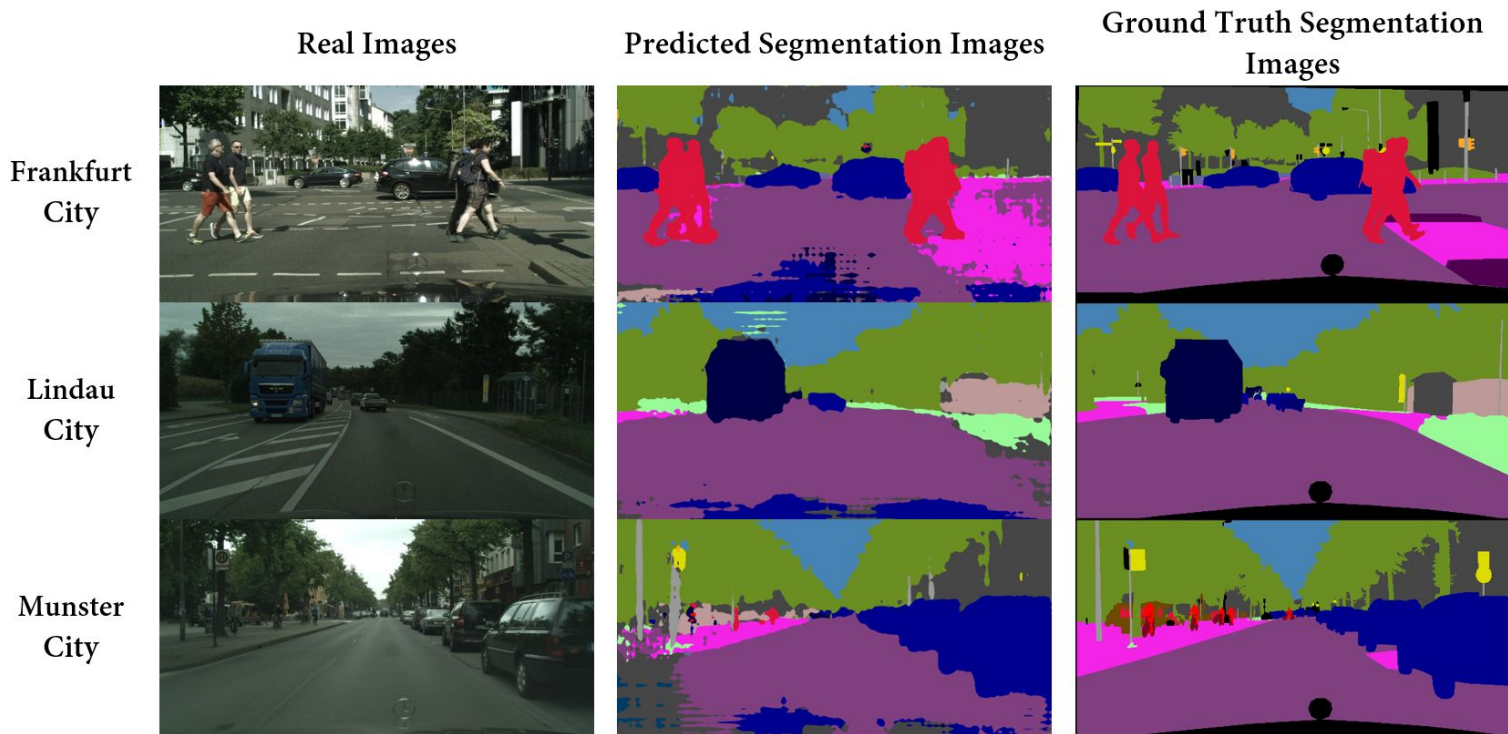 Real Images
Predicted Segmentation Images
Ground Truth Segmentation
Images
Frankfurt
City
Lindau
City
Munster
City